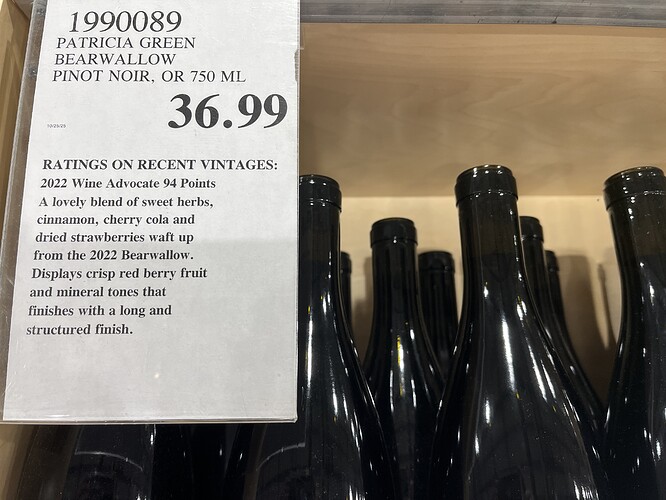 1990089
PATRICIA GREEN
BEARWALLOW
PINOT NOIR, OR 750 ML
36.99
RATINGS ON RECENT VINTAGES:
2022 Wine Advocate 94 Points
A lovely blend of sweet herbs,
cinnamon, cherry cola and
dried strawberries waft up
from the 2022 Bearwallow.
Displays crisp red berry fruit
and mineral tones that
finishes with a long and
structured finish.